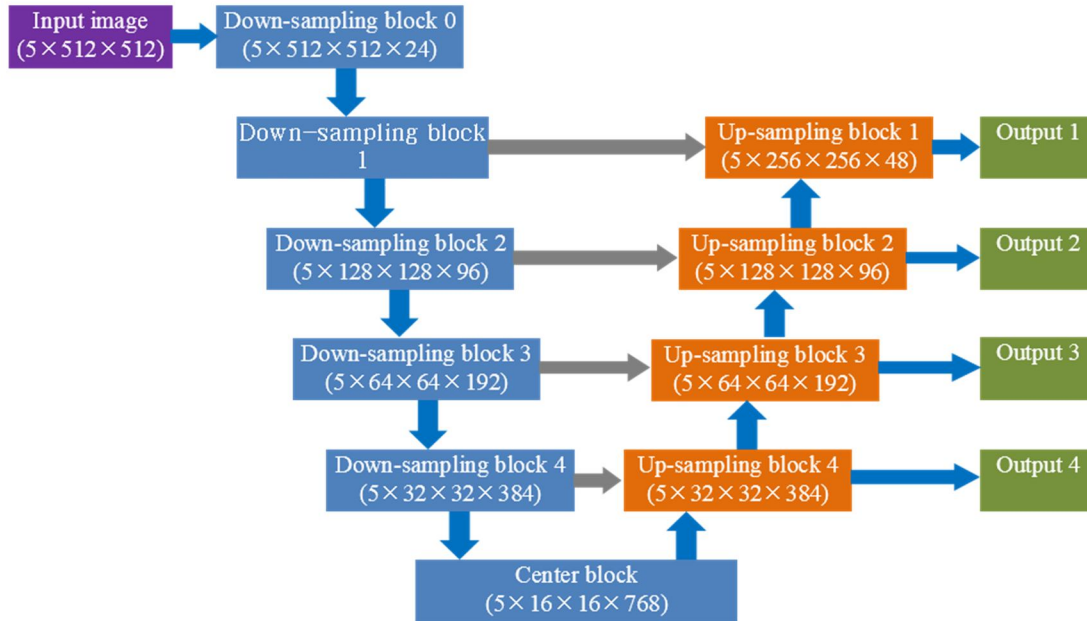 Input image
(5×512×512)
Down-sampling block 0
(5×512×512×24)
Down-sampling block
1
Up-sampling block 1
(5×256×256×48)
Output 1
Down-sampling block 2
(5×128×128×96)
Up-sampling block 2
(5×128×128×96)
Output 2
Down-sampling block 3
(5×64×64×192)
Up-sampling block 3
(5×64×64×192)
Output 3
Down-sampling block 4
(5×32×32×384)
Up-sampling block 4
(5×32×32×384)
Output 4
Center block
(5×16×16×768)